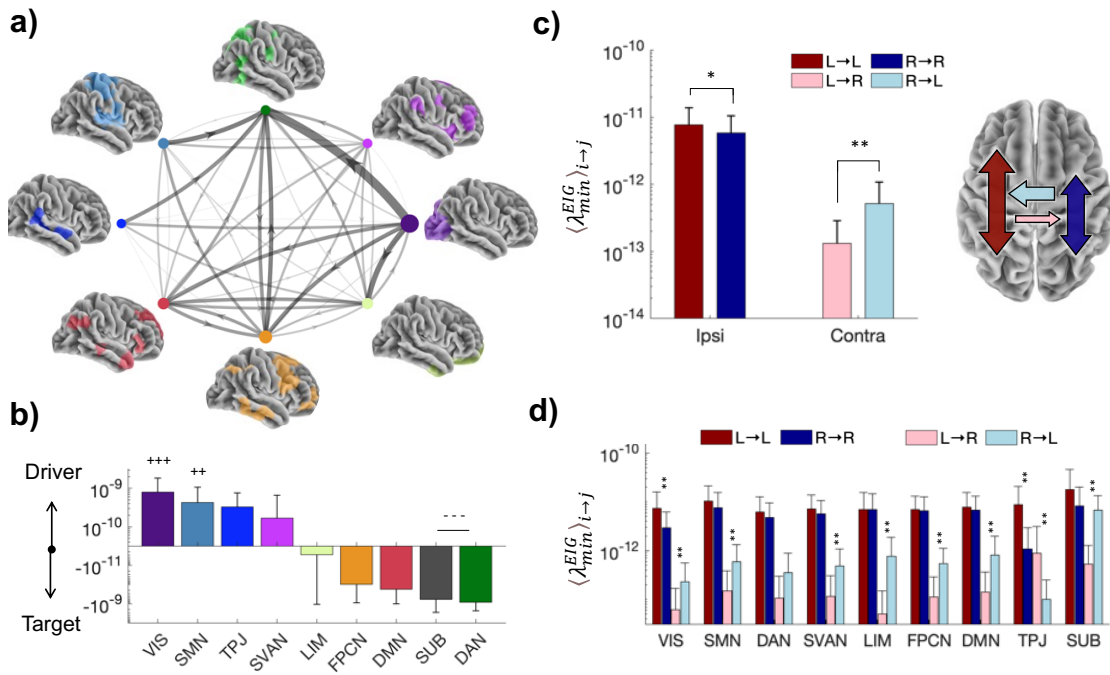 a)
b)
Driver
Target
+++
++
- - -
10⁻⁹
10⁻¹⁰
-10⁻¹¹
-10⁻⁹
VIS
SMN
TPJ
SVAN
LIM
FPCN
DMN
SUB
DAN
c)
⟨λ_min^EIG⟩_i→j
10⁻¹⁰
10⁻¹¹
10⁻¹²
10⁻¹³
10⁻¹⁴
L→L R→R
L→R R→L
*
**
Ipsi Contra
d)
L→L R→R L→R R→L
⟨λ_min^EIG⟩_i→j
10⁻¹⁰
10⁻¹²
** ** ** ** ** ** ** ** ** **
VIS SMN DAN SVAN LIM FPCN DMN TPJ SUB